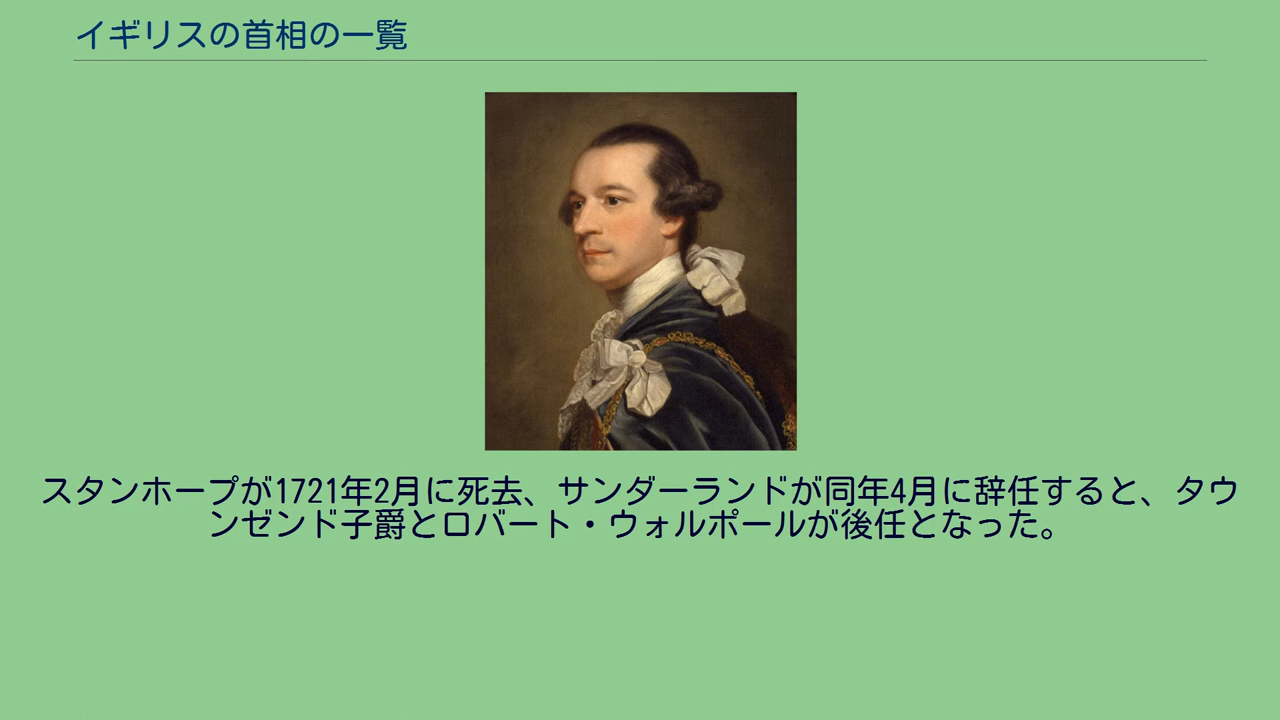 イギリスの首相の一覧
スタンホープが1721年2月に死去、サンダーランドが同年4月に辞任すると、タウ
ンゼンド子爵とロバート・ウォルポールが後任となった。